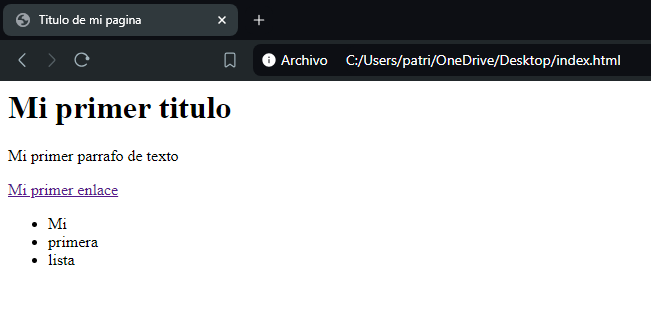 Titulo de mi pagina
Archivo C:/Users/patri/OneDrive/Desktop/index.html
Mi primer titulo
Mi primer parrafo de texto
Mi primer enlace
Mi
primera
lista